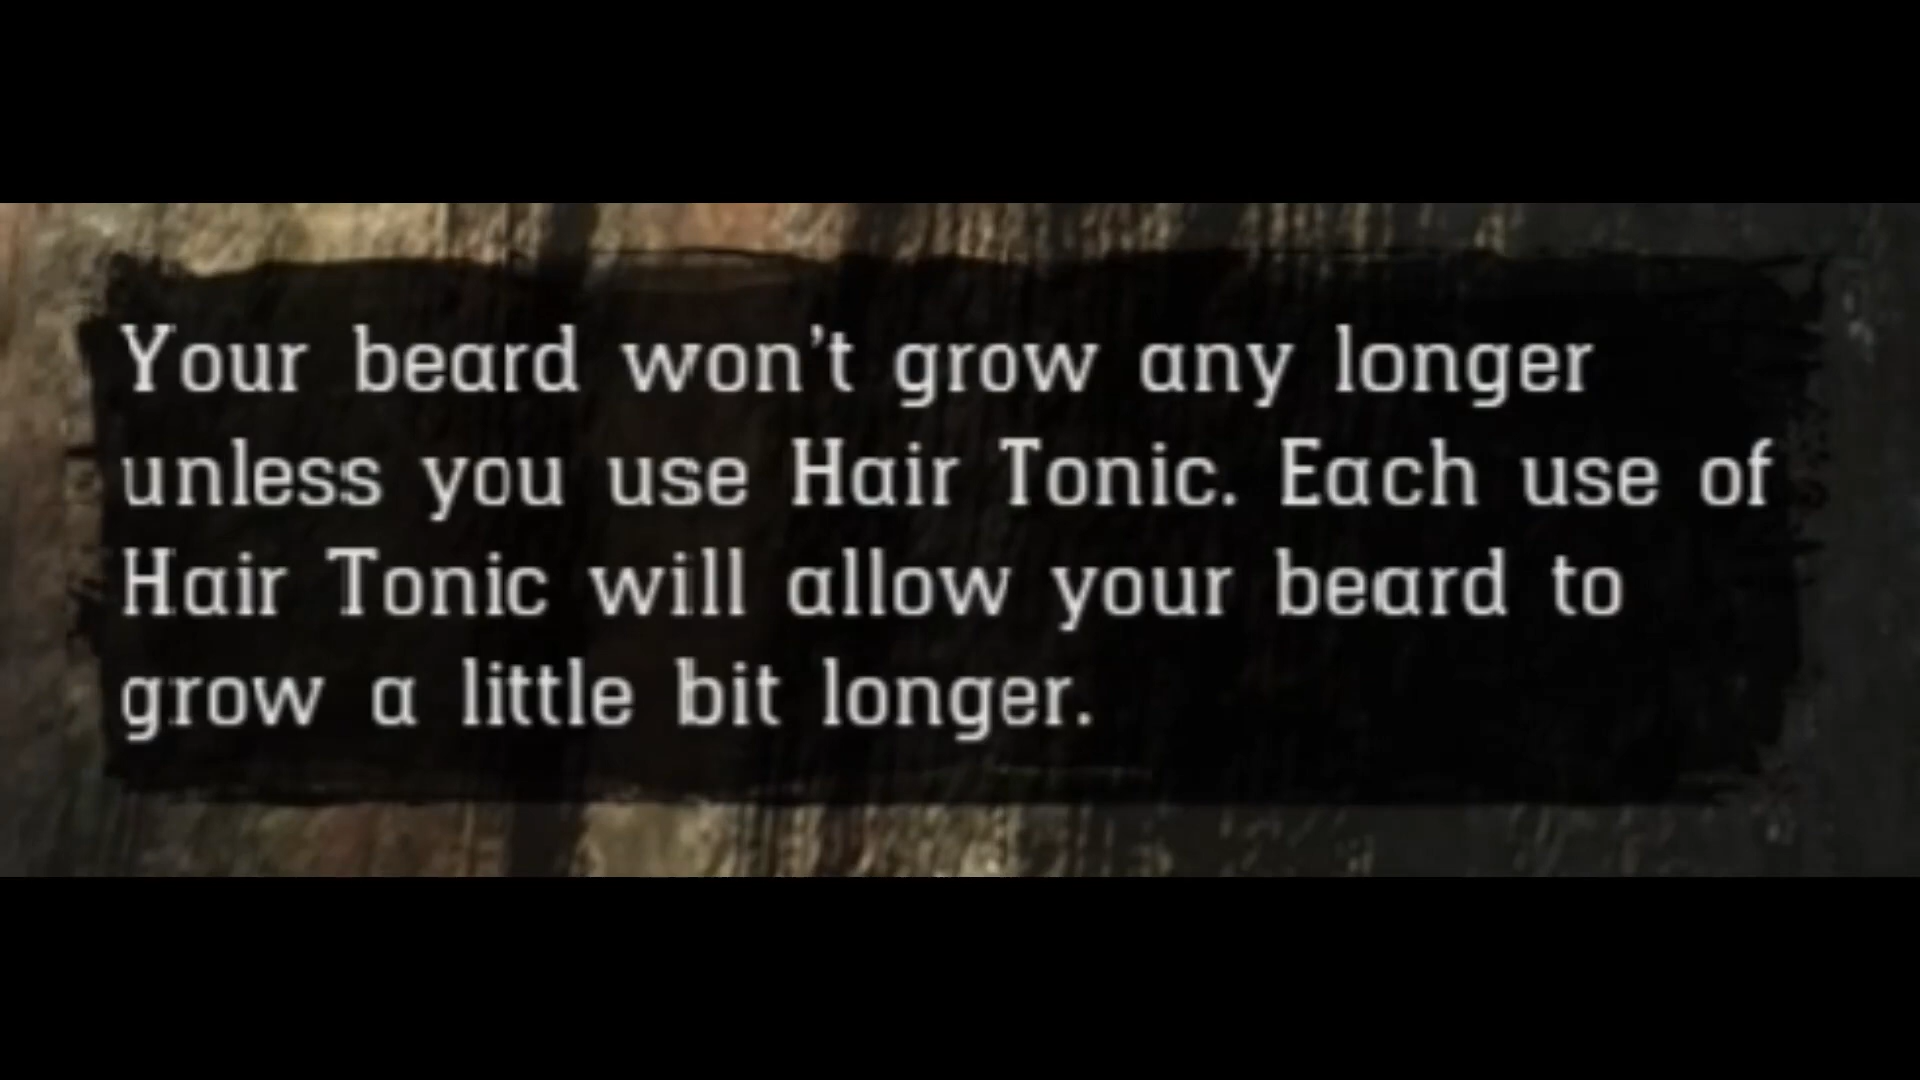 Your beard won't grow any longer
unless you use Hair Tonic. Each use of
Hair Tonic will allow your beard to
grow a little bit longer.